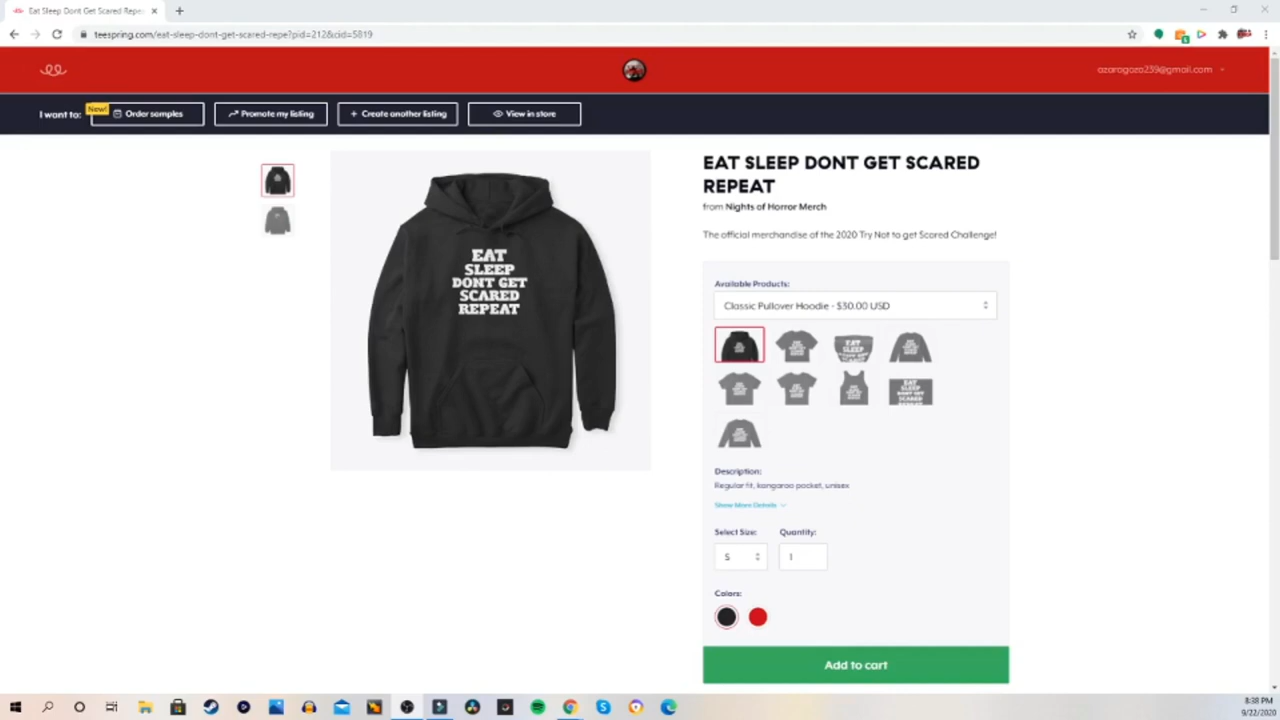 Eat Sleep Dont Get Scared Repe
teespring.com/eat-sleep-dont-get-scared-repe?pid=212&cid=5819
azaragoza239@gmail.com
I want to:
New!
Order samples
Promote my listing
+ Create another listing
View in store
EAT SLEEP DONT GET SCARED
REPEAT
from Nights of Horror Merch
The official merchandise of the 2020 Try Not to get Scared Challenge!
EAT
SLEEP
DONT GET
SCARED
REPEAT
Available Products:
Classic Pullover Hoodie - $30.00 USD
Description:
Regular fit, kangaroo pocket, unisex
Show More Details
Select Size:
Quantity:
S
1
Colors:
Add to cart
8:38 PM
9/22/2020